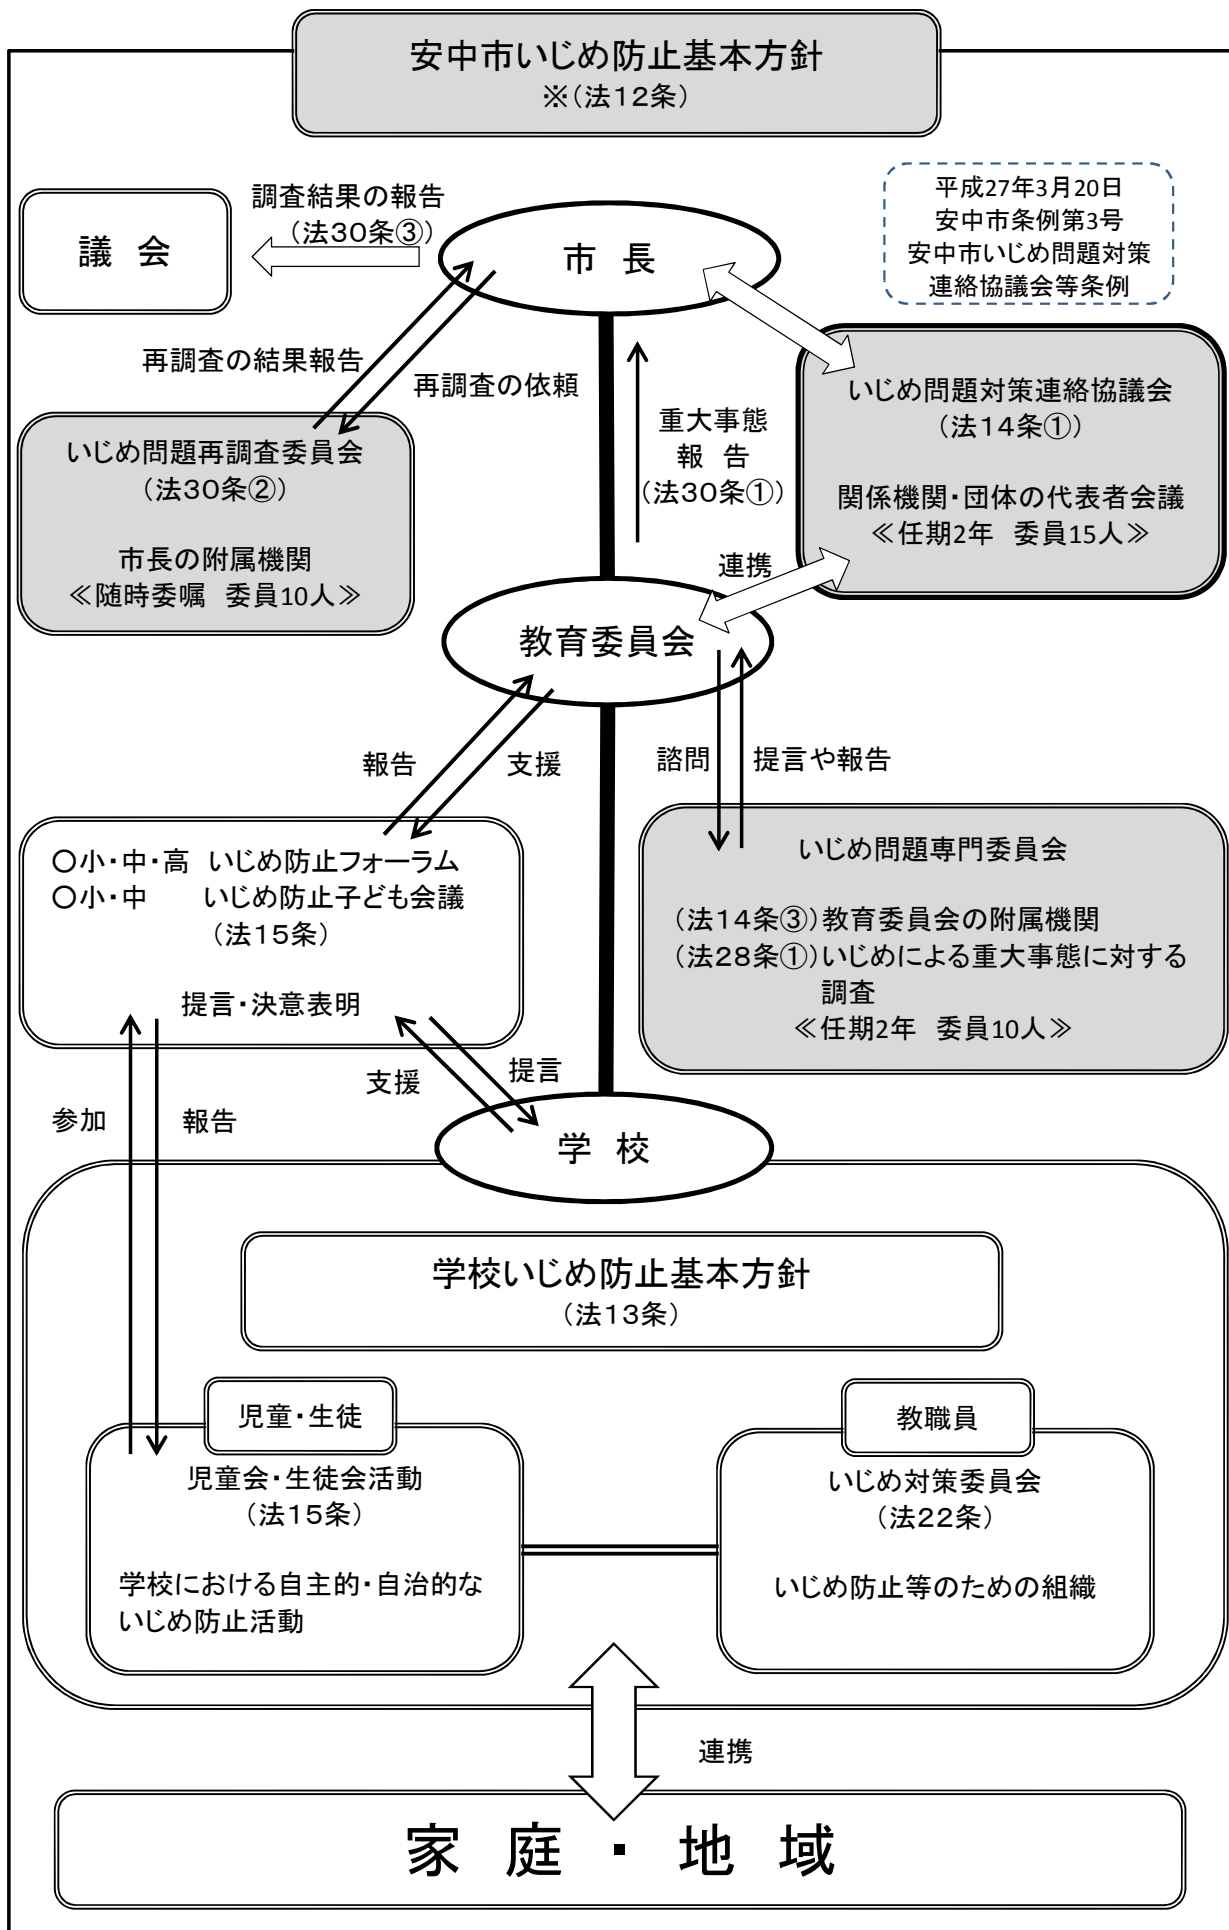 安中市いじめ防止基本方針
※(法12条)
平成27年3月20日
安中市条例第3号
安中市いじめ問題対策
連絡協議会等条例
議 会
調査結果の報告
(法30条③)
市 長
再調査の結果報告
再調査の依頼
重大事態
報 告
(法30条①)
いじめ問題対策連絡協議会
(法14条①)
関係機関・団体の代表者会議
≪任期2年 委員15人≫
いじめ問題再調査委員会
(法30条②)
市長の附属機関
≪随時委嘱 委員10人≫
連携
教育委員会
報告
支援
諮問
提言や報告
○小・中・高 いじめ防止フォーラム
○小・中 いじめ防止子ども会議
(法15条)
提言・決意表明
いじめ問題専門委員会
(法14条③)教育委員会の附属機関
(法28条①)いじめによる重大事態に対する
調査
≪任期2年 委員10人≫
支援
提言
参加
報告
学 校
学校いじめ防止基本方針
(法13条)
児童・生徒
児童会・生徒会活動
(法15条)
学校における自主的・自治的な
いじめ防止活動
教職員
いじめ対策委員会
(法22条)
いじめ防止等のための組織
連携
家 庭 ・ 地 域